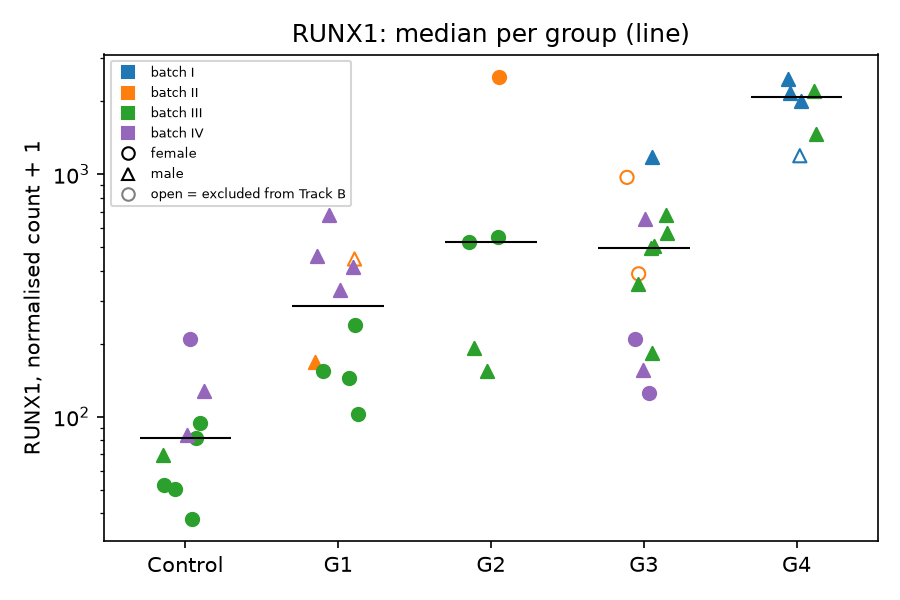 RUNX1: median per group (line)
RUNX1, normalised count + 1
10³
10²
batch I
batch II
batch III
batch IV
female
male
open = excluded from Track B
Control
G1
G2
G3
G4